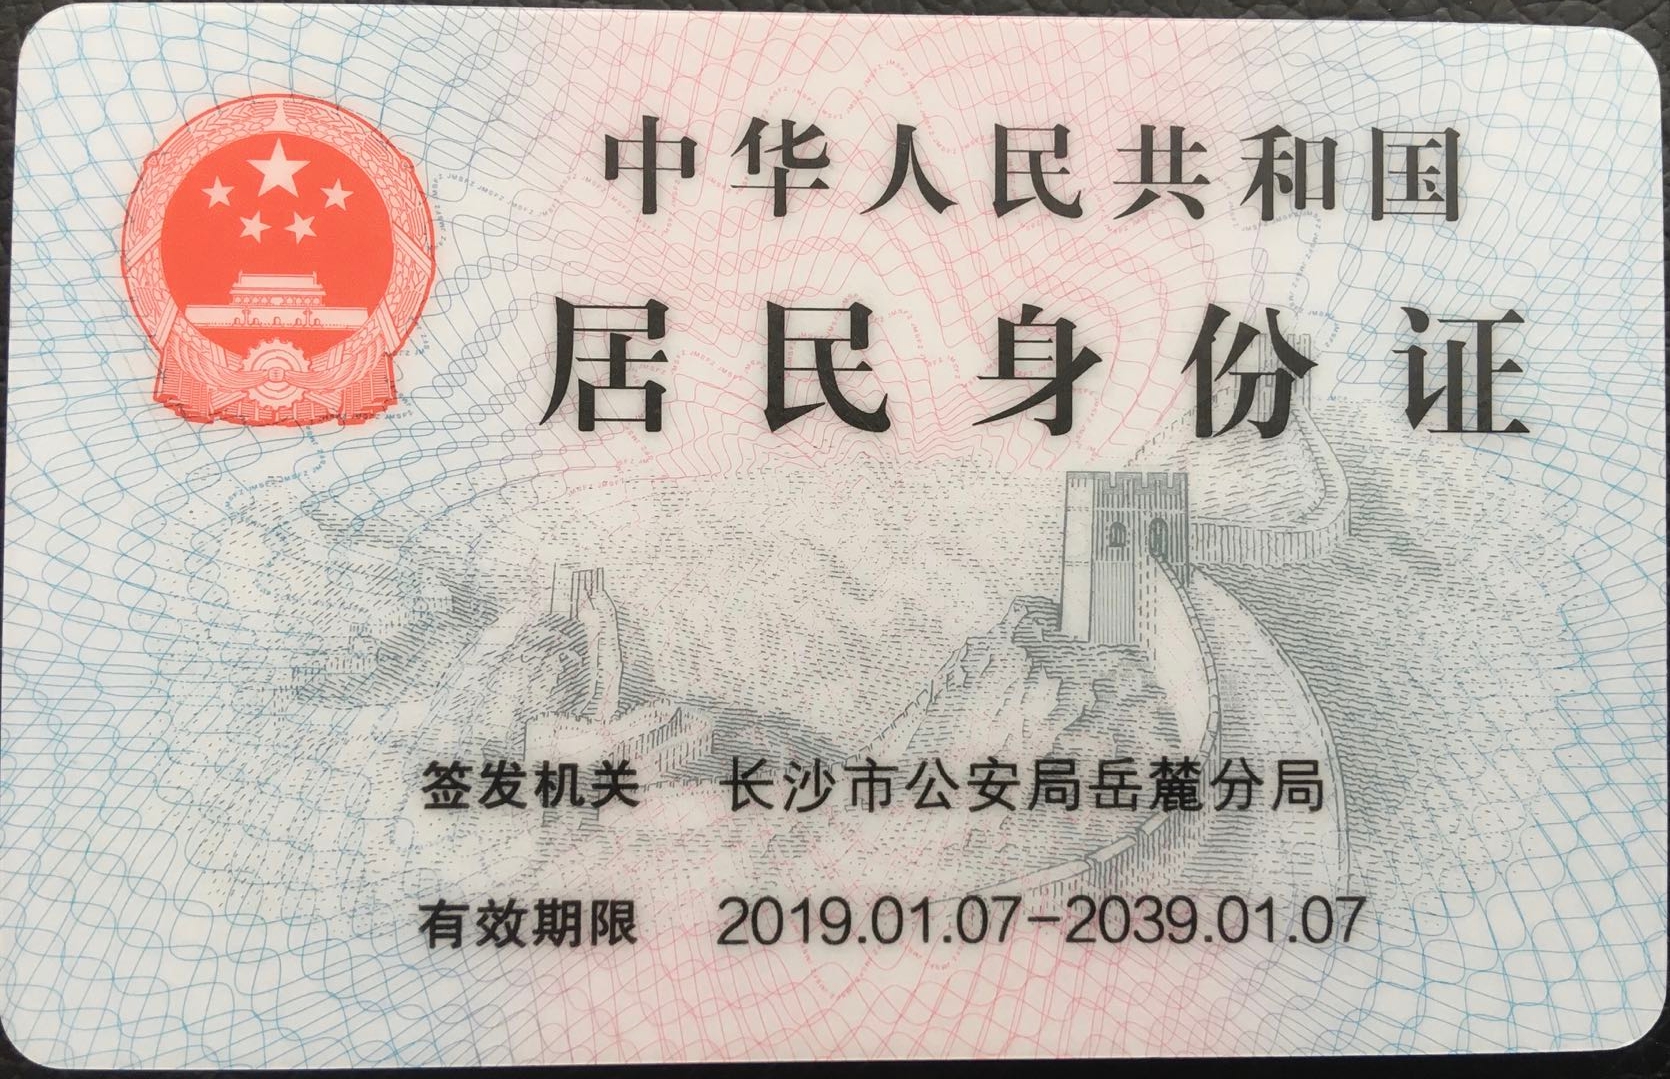 中华人民共和国
居民身份证
签发机关 长沙市公安局岳麓分局
有效期限 2019.01.07-2039.01.07